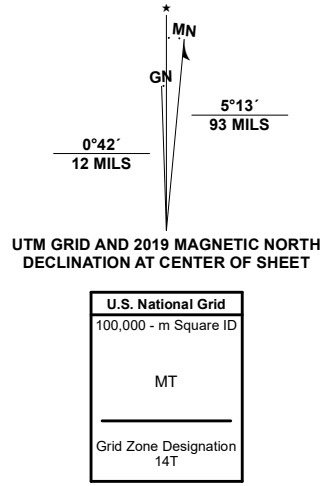 ★
MN
GN
5°13´
93 MILS
0°42´
12 MILS
UTM GRID AND 2019 MAGNETIC NORTH
DECLINATION AT CENTER OF SHEET
U.S. National Grid
100,000 - m Square ID
MT
Grid Zone Designation
14T